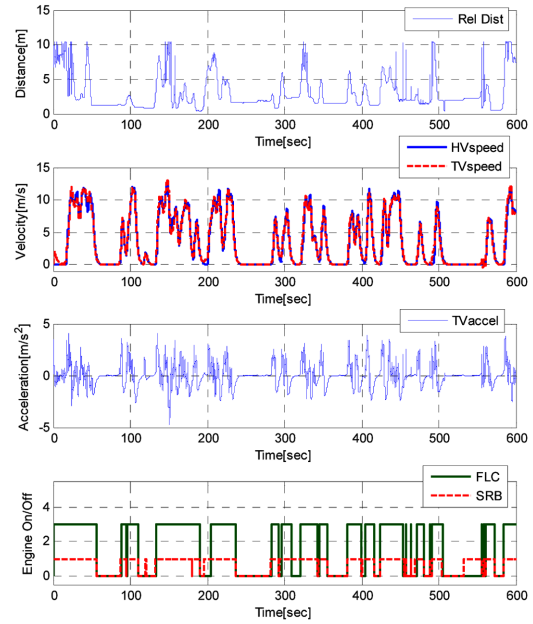 Rel Dist
15
10
5
0
Distance[m]
0 100 200 300 400 500 600
Time[sec]
HVspeed
TVspeed
15
10
5
0
Velocity[m/s]
0 100 200 300 400 500 600
Time[sec]
TVaccel
5
0
-5
Acceleration[m/s²]
0 100 200 300 400 500 600
Time[sec]
FLC
SRB
4
2
0
Engine On/Off
0 100 200 300 400 500 600
Time[sec]